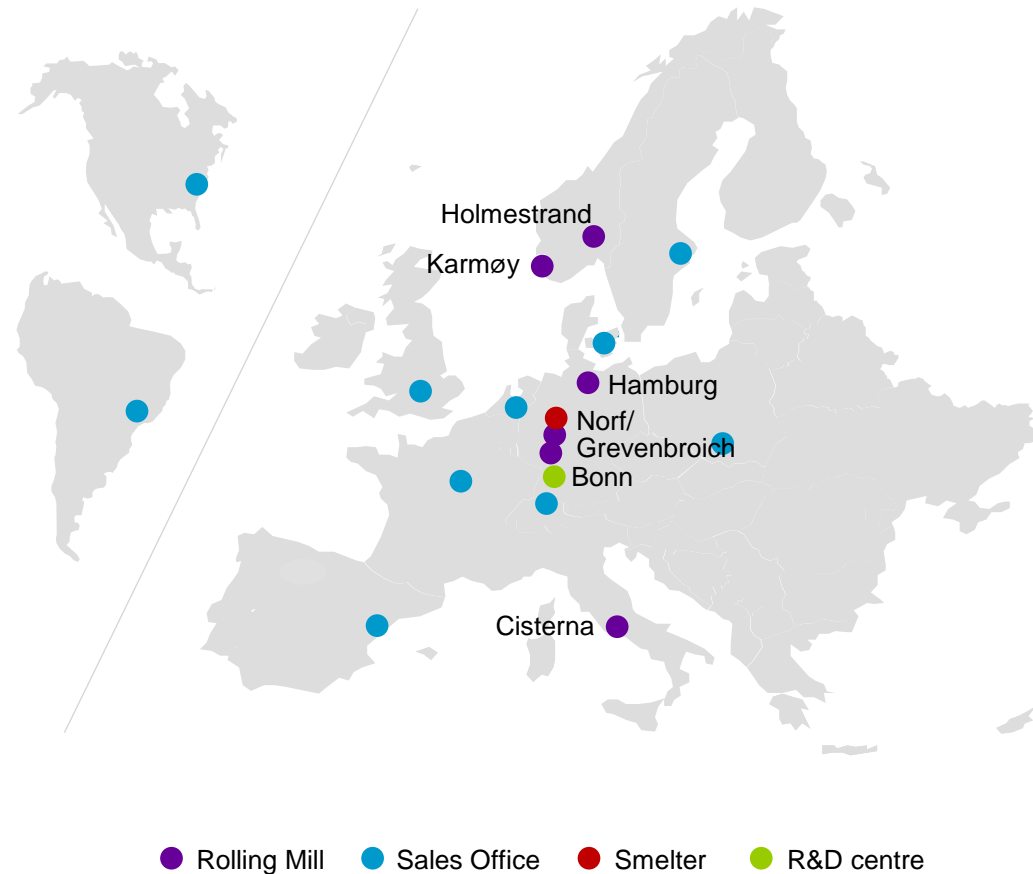 Holmestrand
Karmøy
Hamburg
Norf/
Grevenbroich
Bonn
Cisterna
Rolling Mill
Sales Office
Smelter
R&D centre